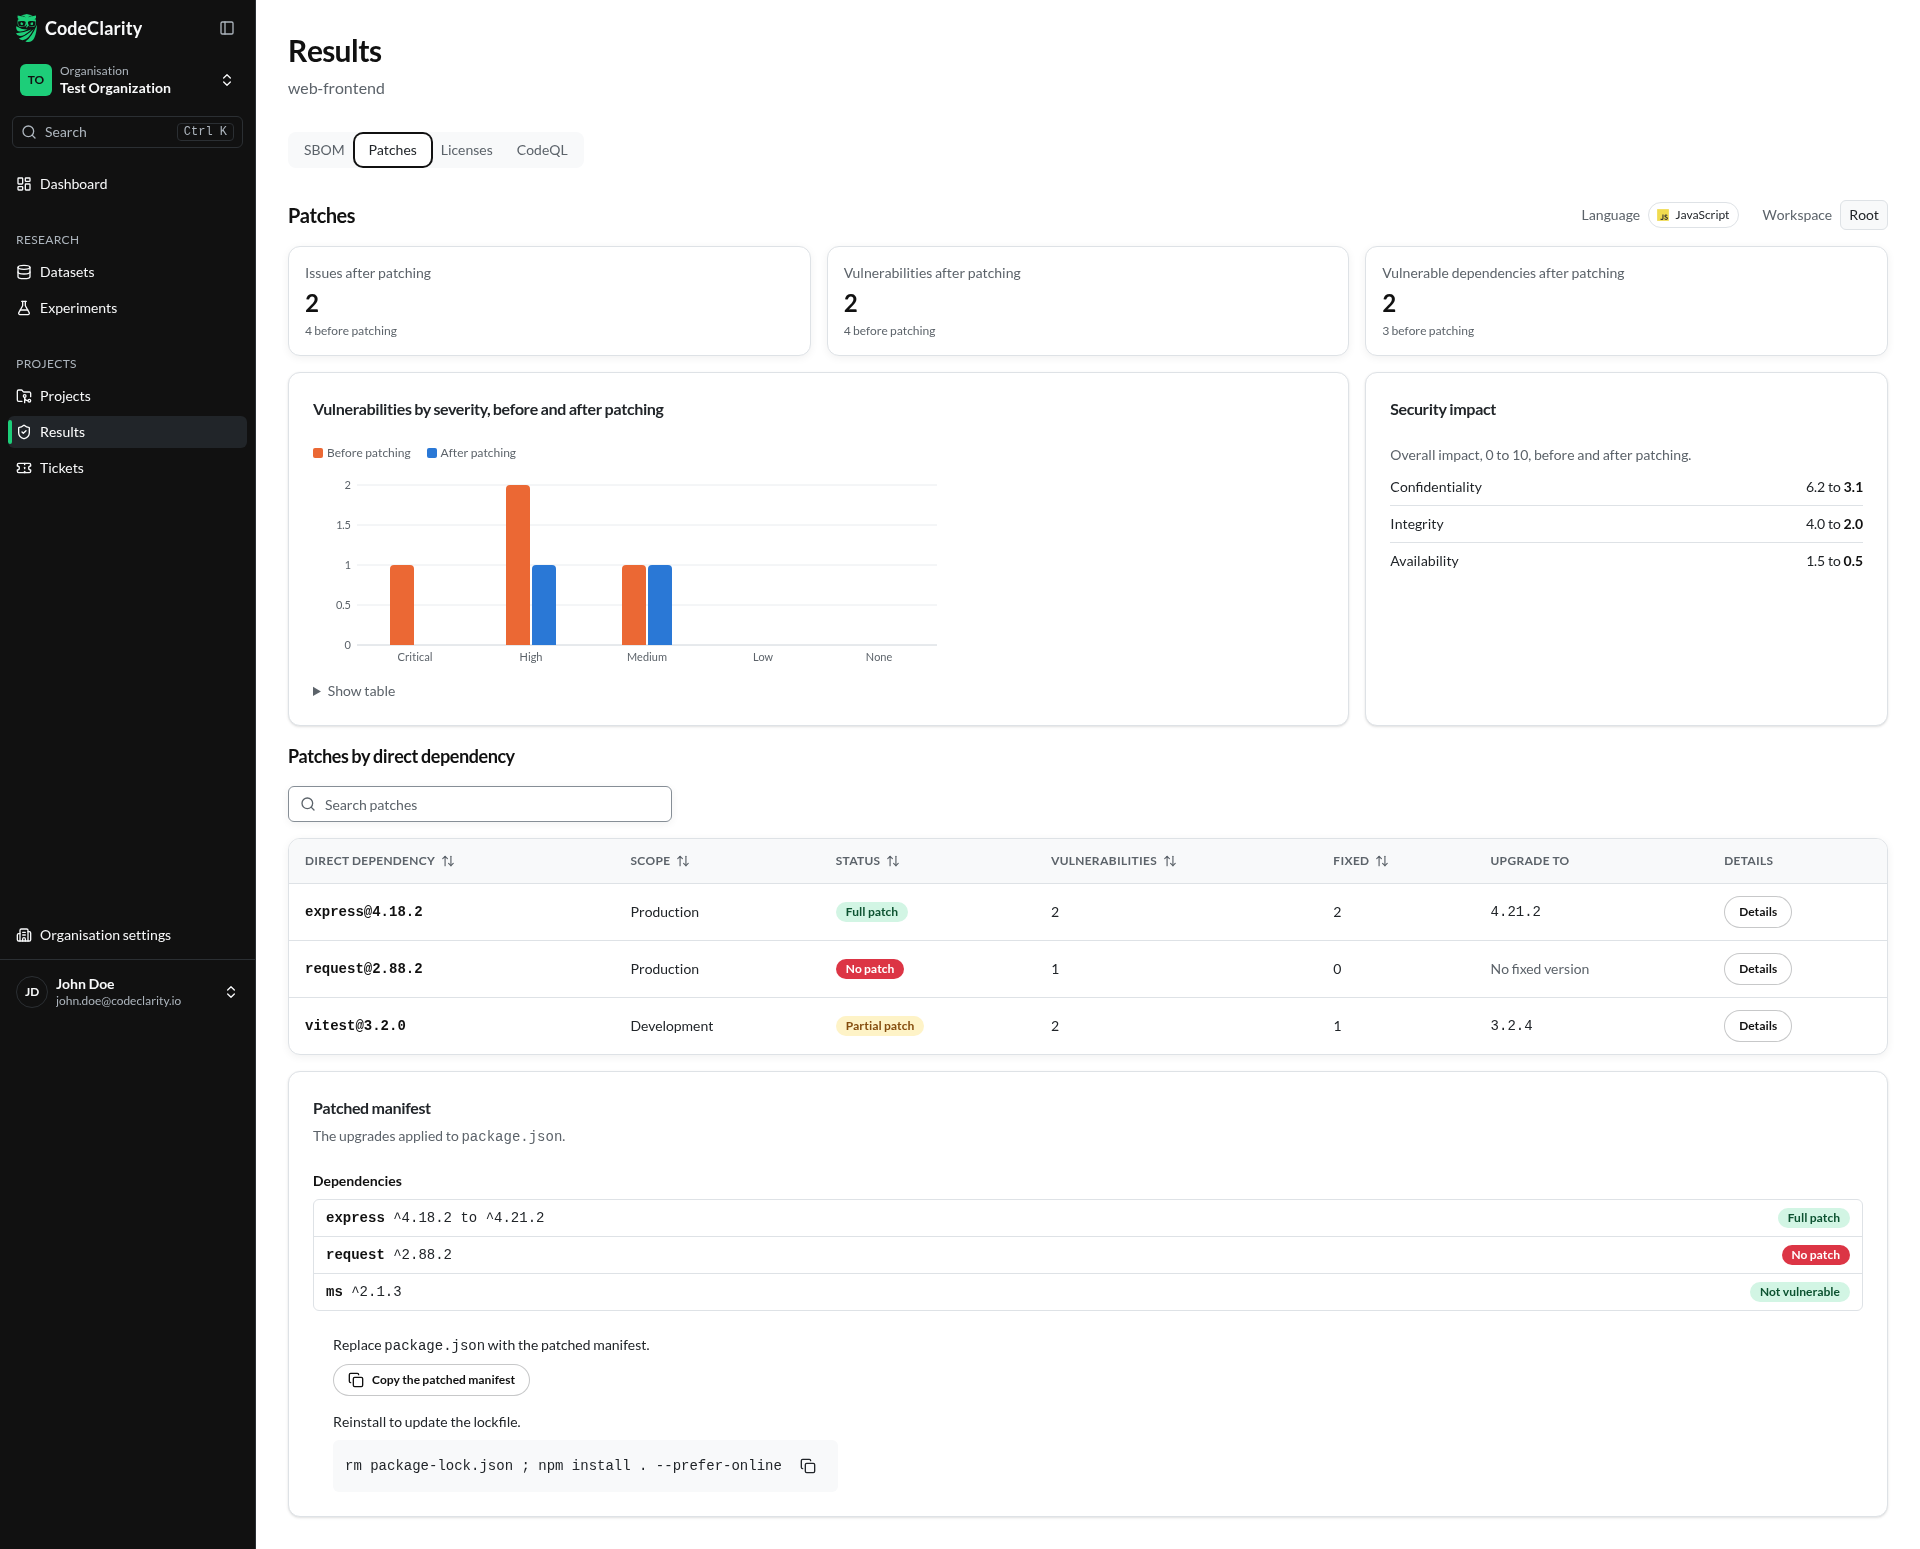 CodeClarity
TO
Organisation
Test Organization
Search
Ctrl K
Dashboard
RESEARCH
Datasets
Experiments
PROJECTS
Projects
Results
Tickets
Organisation settings
JD
John Doe
john.doe@codeclarity.io
Results
web-frontend
SBOM
Patches
Licenses
CodeQL
Patches
Language
JS
JavaScript
Workspace
Root
Issues after patching
2
4 before patching
Vulnerabilities after patching
2
4 before patching
Vulnerable dependencies after patching
2
3 before patching
Vulnerabilities by severity, before and after patching
Before patching
After patching
2
1.5
1
0.5
0
Critical
High
Medium
Low
None
Show table
Security impact
Overall impact, 0 to 10, before and after patching.
Confidentiality 6.2 to 3.1
Integrity 4.0 to 2.0
Availability 1.5 to 0.5
Patches by direct dependency
Search patches
DIRECT DEPENDENCY SCOPE STATUS VULNERABILITIES FIXED UPGRADE TO DETAILS
express@4.18.2 Production Full patch 2 2 4.21.2 Details
request@2.88.2 Production No patch 1 0 No fixed version Details
vitest@3.2.0 Development Partial patch 2 1 3.2.4 Details
Patched manifest
The upgrades applied to package.json.
Dependencies
express ^4.18.2 to ^4.21.2 Full patch
request ^2.88.2 No patch
ms ^2.1.3 Not vulnerable
Replace package.json with the patched manifest.
Copy the patched manifest
Reinstall to update the lockfile.
rm package-lock.json ; npm install . --prefer-online